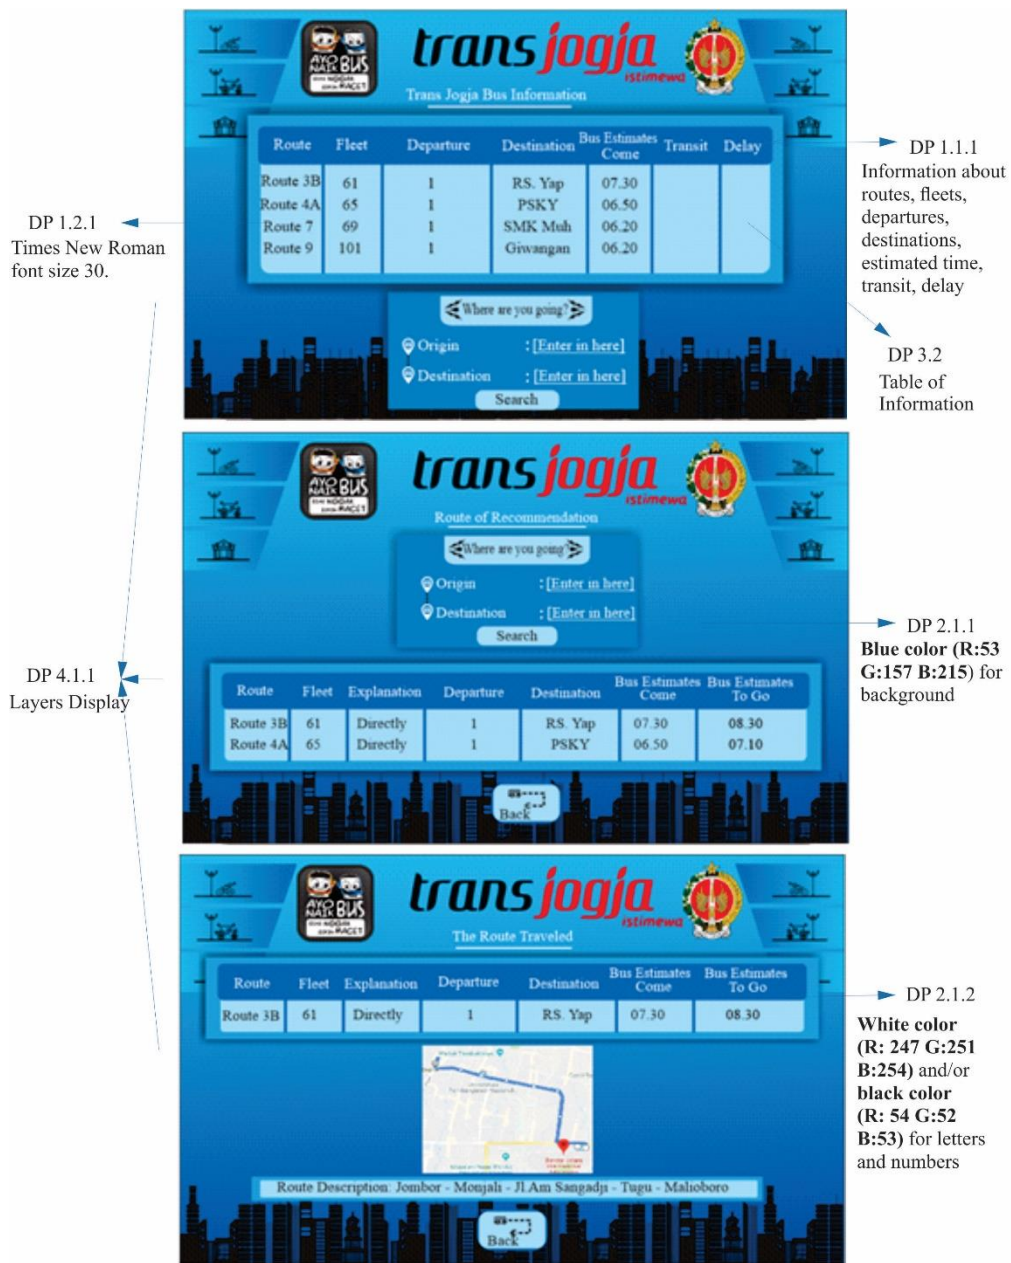 AYO
NAIK BUS
trans jogja
istimewa
Trans Jogja Bus Information
Route Fleet Departure Destination Bus Estimates Come Transit Delay
Route 3B 61 1 RS. Yap 07.30
Route 4A 65 1 PSKY 06.50
Route 7 69 1 SMK Muh 06.20
Route 9 101 1 Giwangan 06.20
Where are you going?
Origin : [Enter in here]
Destination : [Enter in here]
Search
DP 1.2.1
Times New Roman
font size 30.
DP 1.1.1
Information about
routes, fleets,
departures,
destinations,
estimated time,
transit, delay
DP 3.2
Table of
Information
AYO
NAIK BUS
trans jogja
istimewa
Route of Recommendation
Where are you going?
Origin : [Enter in here]
Destination : [Enter in here]
Search
Route Fleet Explanation Departure Destination Bus Estimates Come Bus Estimates To Go
Route 3B 61 Directly 1 RS. Yap 07.30 08.30
Route 4A 65 Directly 1 PSKY 06.50 07.10
Back
DP 4.1.1
Layers Display
DP 2.1.1
Blue color (R:53
G:157 B:215) for
background
AYO
NAIK BUS
trans jogja
istimewa
The Route Traveled
Route Fleet Explanation Departure Destination Bus Estimates Come Bus Estimates To Go
Route 3B 61 Directly 1 RS. Yap 07.30 08.30
Route Description: Jombor - Monjali - Jl.Am Sangadji - Tugu - Malioboro
Back
DP 2.1.2
White color
(R: 247 G:251
B:254) and/or
black color
(R: 54 G:52
B:53) for letters
and numbers